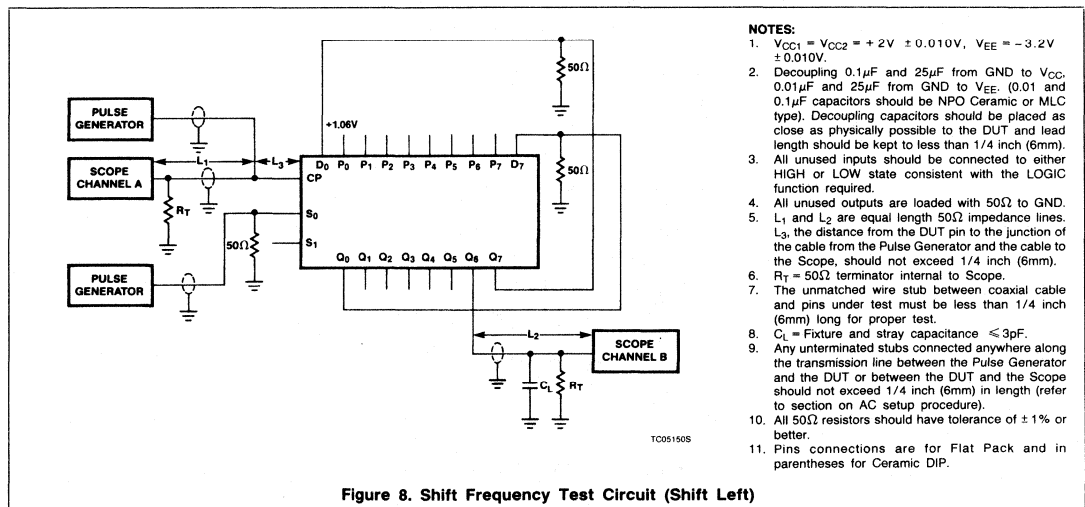 PULSE
GENERATOR
SCOPE
CHANNEL A
L1
L3
RT
50Ω
PULSE
GENERATOR
+1.06V
D0 P0 P1 P2 P3 P4 P5 P6 P7 D7
CP
S0
S1
Q0 Q1 Q2 Q3 Q4 Q5 Q6 Q7
50Ω
50Ω
L2
SCOPE
CHANNEL B
CL
RT
TC05150S
NOTES:
1. VCC1 = VCC2 = + 2V ± 0.010V, VEE = – 3.2V
± 0.010V.
2. Decoupling 0.1μF and 25μF from GND to VCC,
0.01μF and 25μF from GND to VEE. (0.01 and
0.1μF capacitors should be NPO Ceramic or MLC
type). Decoupling capacitors should be placed as
close as physically possible to the DUT and lead
length should be kept to less than 1/4 inch (6mm).
3. All unused inputs should be connected to either
HIGH or LOW state consistent with the LOGIC
function required.
4. All unused outputs are loaded with 50Ω to GND.
5. L1 and L2 are equal length 50Ω impedance lines.
L3, the distance from the DUT pin to the junction of
the cable from the Pulse Generator and the cable to
the Scope, should not exceed 1/4 inch (6mm).
6. RT = 50Ω terminator internal to Scope.
7. The unmatched wire stub between coaxial cable
and pins under test must be less than 1/4 inch
(6mm) long for proper test.
8. CL = Fixture and stray capacitance ≤ 3pF.
9. Any unterminated stubs connected anywhere along
the transmission line between the Pulse Generator
and the DUT or between the DUT and the Scope
should not exceed 1/4 inch (6mm) in length (refer
to section on AC setup procedure).
10. All 50Ω resistors should have tolerance of ± 1% or
better.
11. Pins connections are for Flat Pack and in
parentheses for Ceramic DIP.
Figure 8. Shift Frequency Test Circuit (Shift Left)